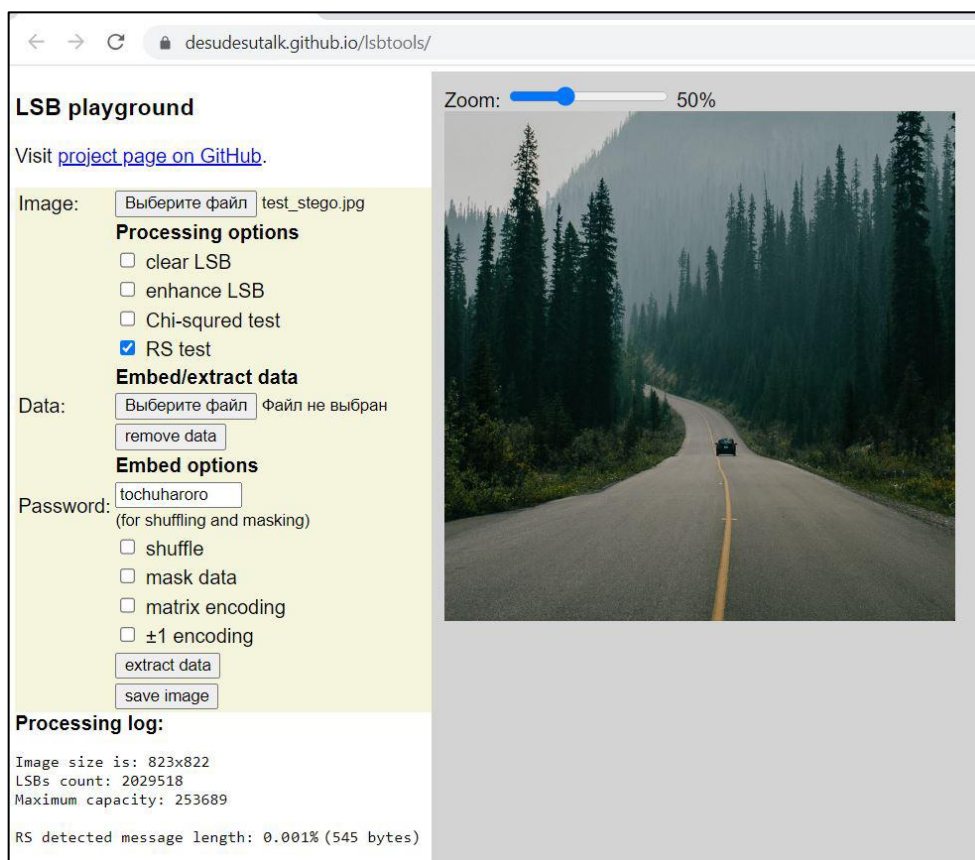 desudesutalk.github.io/lsbtools/
LSB playground
Visit project page on GitHub.
Image: Выберите файл test_stego.jpg
Processing options
clear LSB
enhance LSB
Chi-squred test
RS test
Embed/extract data
Data: Выберите файл Файл не выбран
remove data
Embed options
Password: tochuharoro
(for shuffling and masking)
shuffle
mask data
matrix encoding
±1 encoding
extract data
save image
Processing log:
Image size is: 823x822
LSBs count: 2029518
Maximum capacity: 253689
RS detected message length: 0.001% (545 bytes)
Zoom: 50%